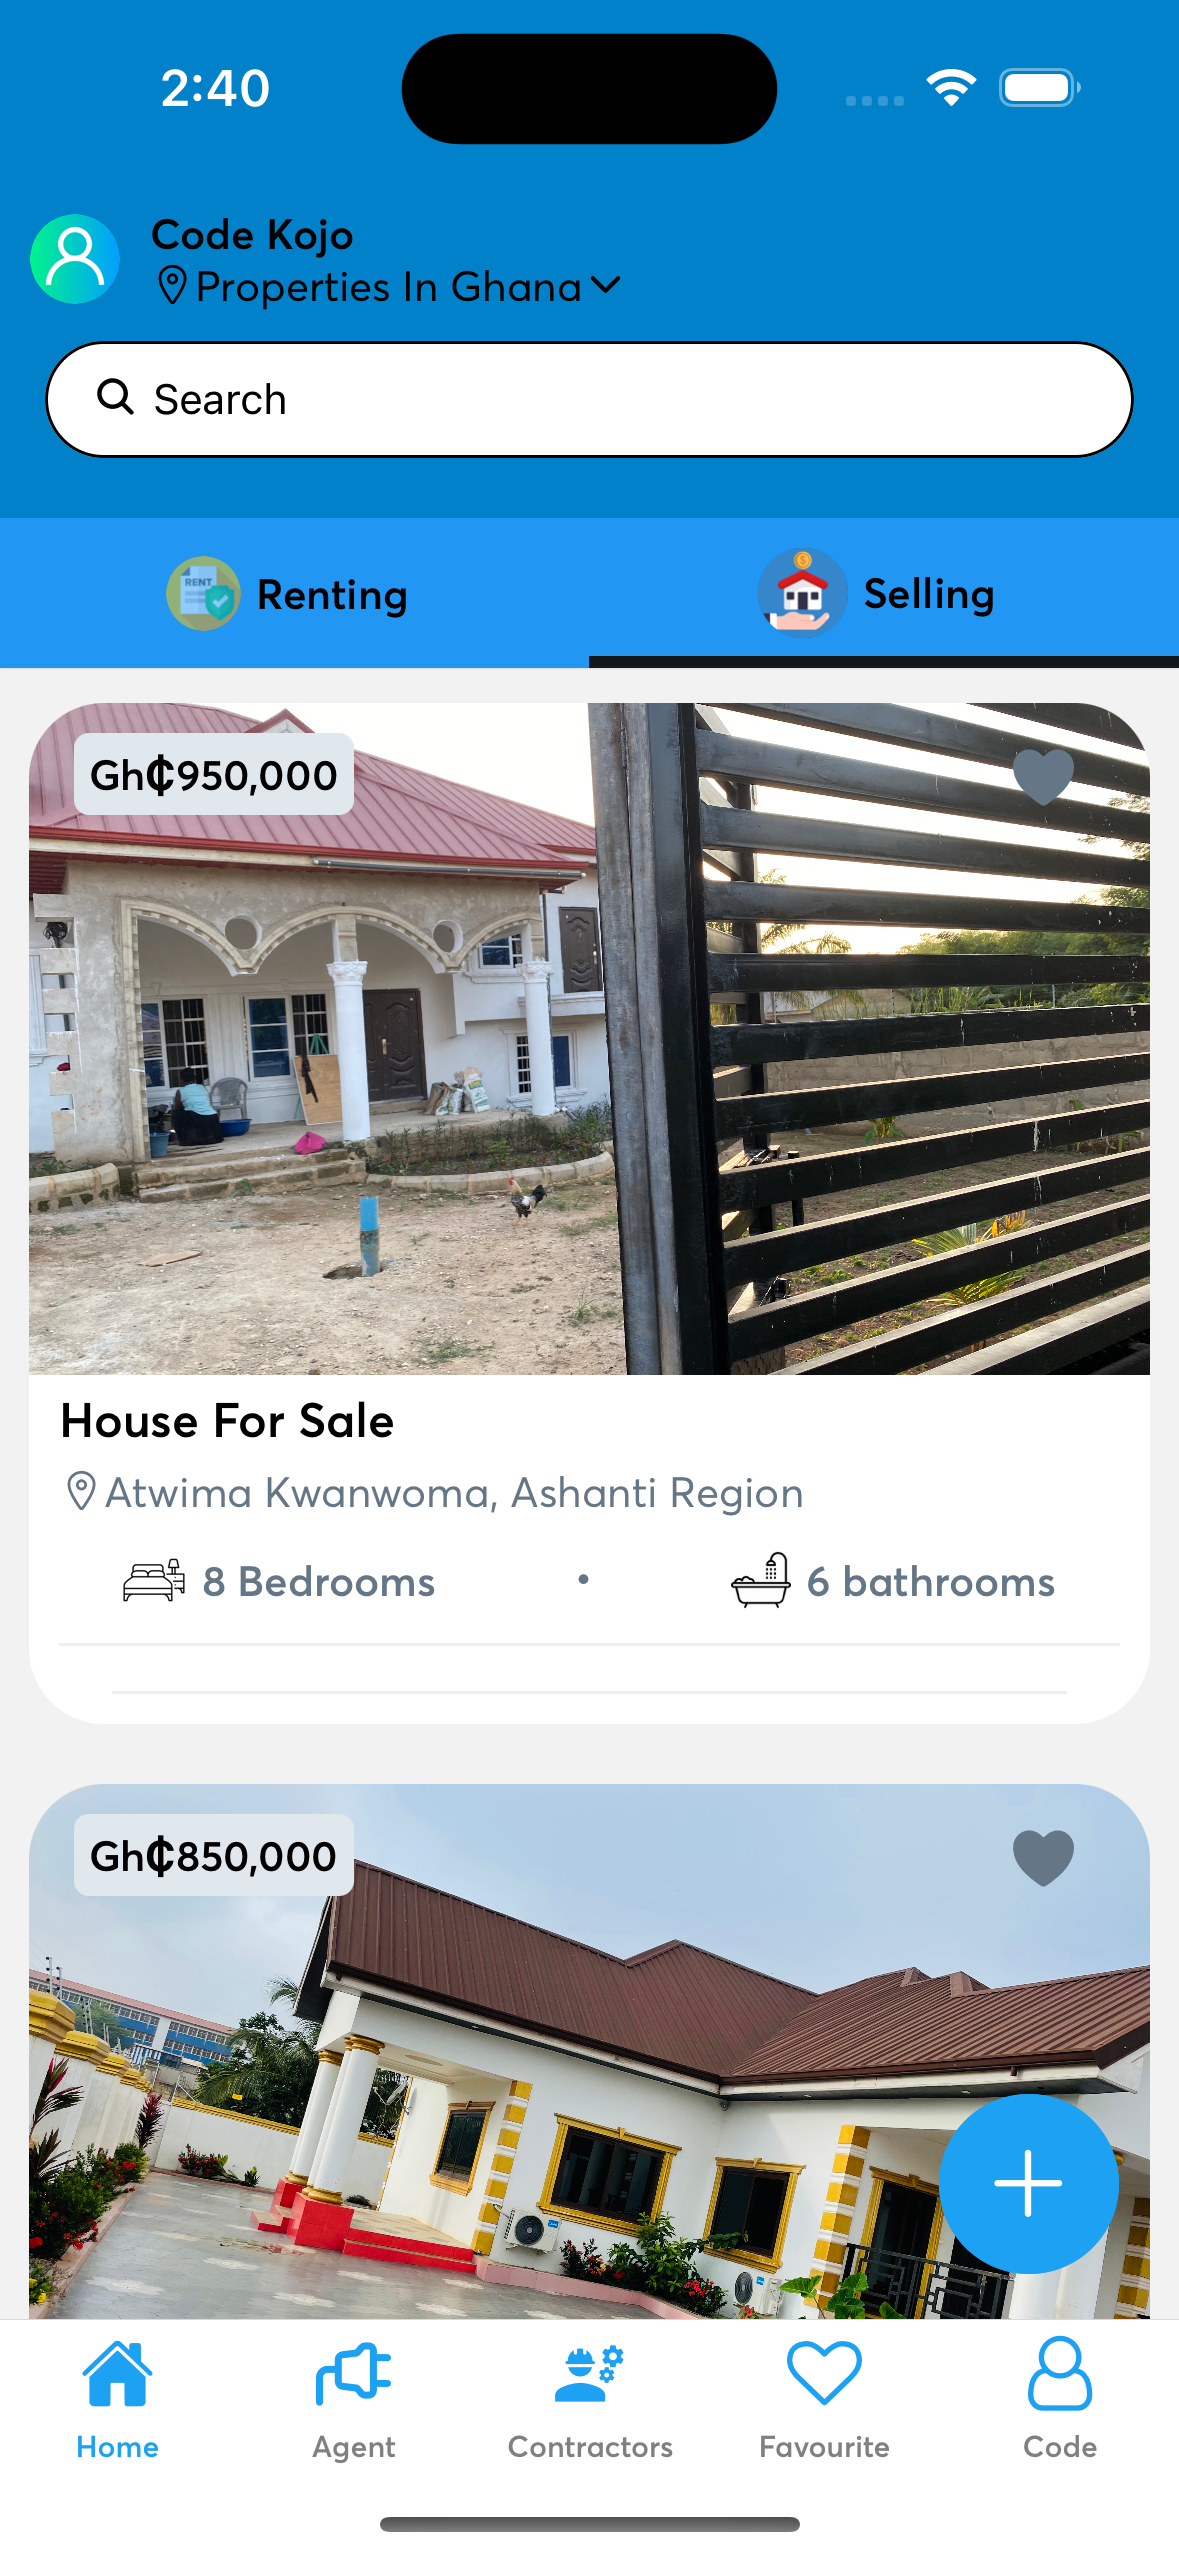 2:40
Code Kojo
Properties In Ghana
Search
RENT
Renting
Selling
Gh₵950,000
House For Sale
Atwima Kwanwoma, Ashanti Region
8 Bedrooms • 6 bathrooms
Gh₵850,000
Home
Agent
Contractors
Favourite
Code